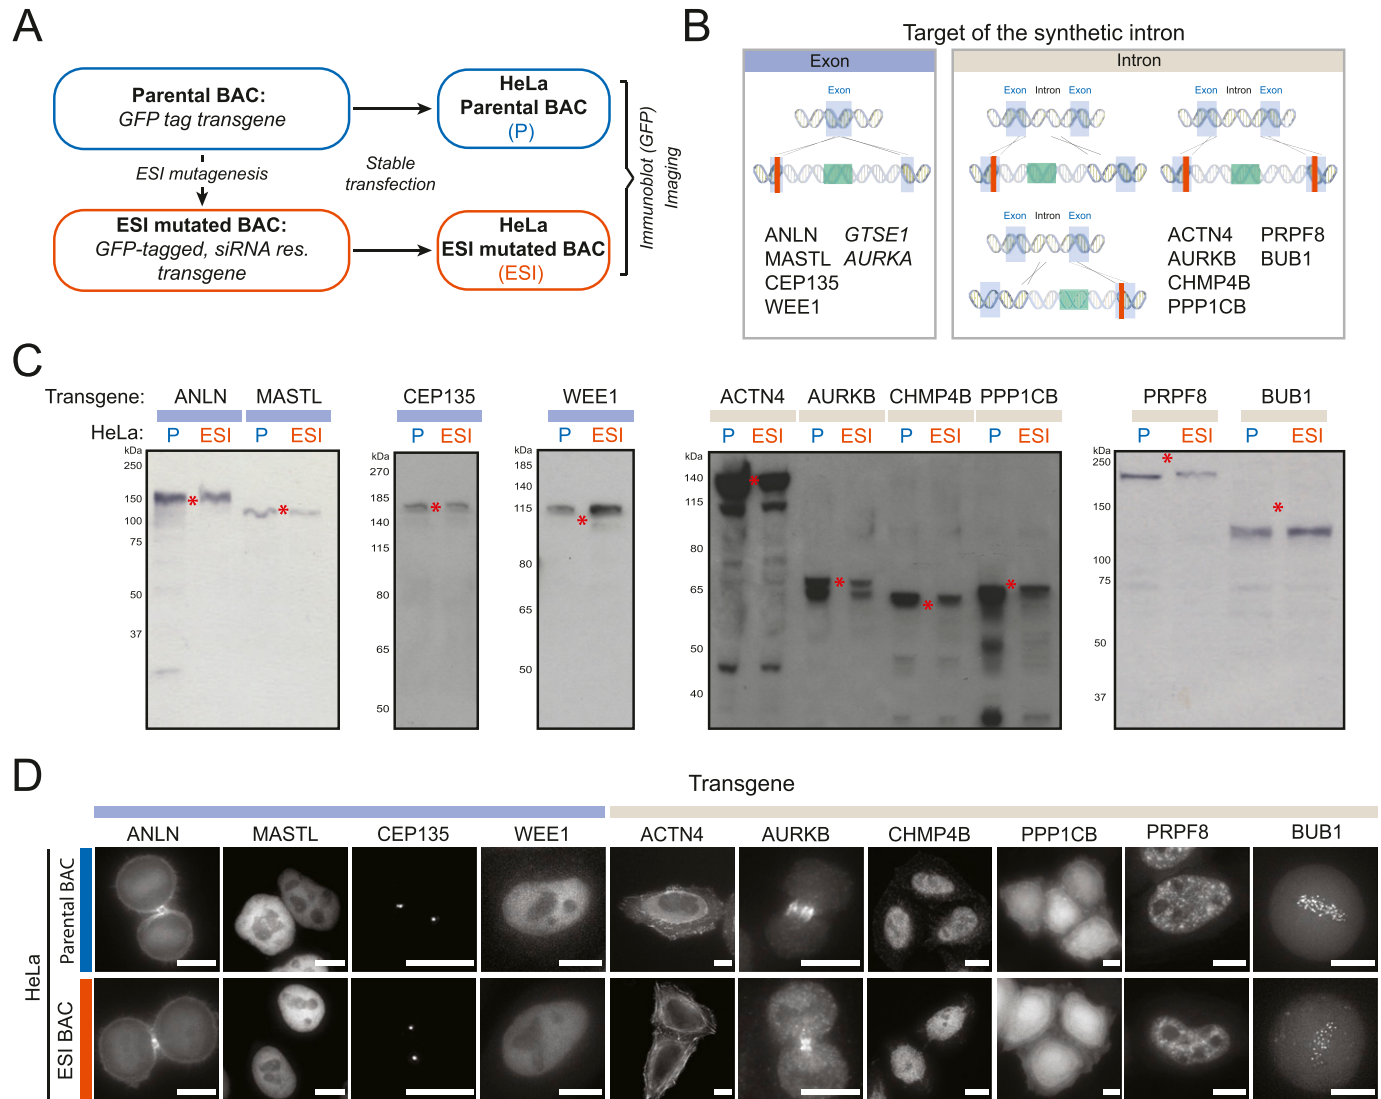 A
Parental BAC:
GFP tag transgene
HeLa
Parental BAC
(P)
ESI mutagenesis
Stable
transfection
ESI mutated BAC:
GFP-tagged, siRNA res.
transgene
HeLa
ESI mutated BAC
(ESI)
Immunoblot (GFP)
Imaging
B
Target of the synthetic intron
Exon
Exon
ANLN GTSE1
MASTL AURKA
CEP135
WEE1
Intron
Exon Intron Exon
Exon Intron Exon
Exon Intron Exon
ACTN4 PRPF8
AURKB BUB1
CHMP4B
PPP1CB
C
Transgene: ANLN MASTL CEP135 WEE1 ACTN4 AURKB CHMP4B PPP1CB PRPF8 BUB1
HeLa: P ESI P ESI P ESI P ESI P ESI P ESI P ESI P ESI P ESI P ESI
kDa
250
150
100
75
50
37
* *
kDa
270
185
140
115
80
65
50
*
kDa
185
140
115
80
65
50
*
kDa
140
115
80
65
50
40
* * * *
kDa
250
150
100
75
50
37
* *
D
Transgene
ANLN MASTL CEP135 WEE1 ACTN4 AURKB CHMP4B PPP1CB PRPF8 BUB1
HeLa
Parental BAC
ESI BAC